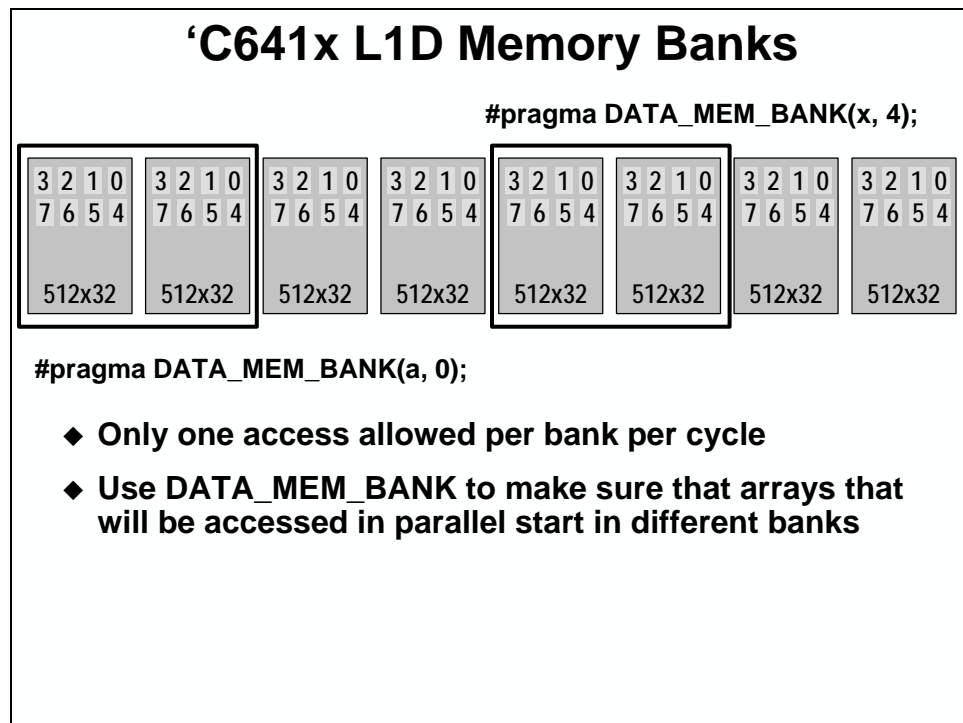 ‘C641x L1D Memory Banks
#pragma DATA_MEM_BANK(x, 4);
3 2 1 0 3 2 1 0 3 2 1 0 3 2 1 0 3 2 1 0 3 2 1 0 3 2 1 0 3 2 1 0
7 6 5 4 7 6 5 4 7 6 5 4 7 6 5 4 7 6 5 4 7 6 5 4 7 6 5 4 7 6 5 4
512x32 512x32 512x32 512x32 512x32 512x32 512x32 512x32
#pragma DATA_MEM_BANK(a, 0);
◆ Only one access allowed per bank per cycle
◆ Use DATA_MEM_BANK to make sure that arrays that
will be accessed in parallel start in different banks